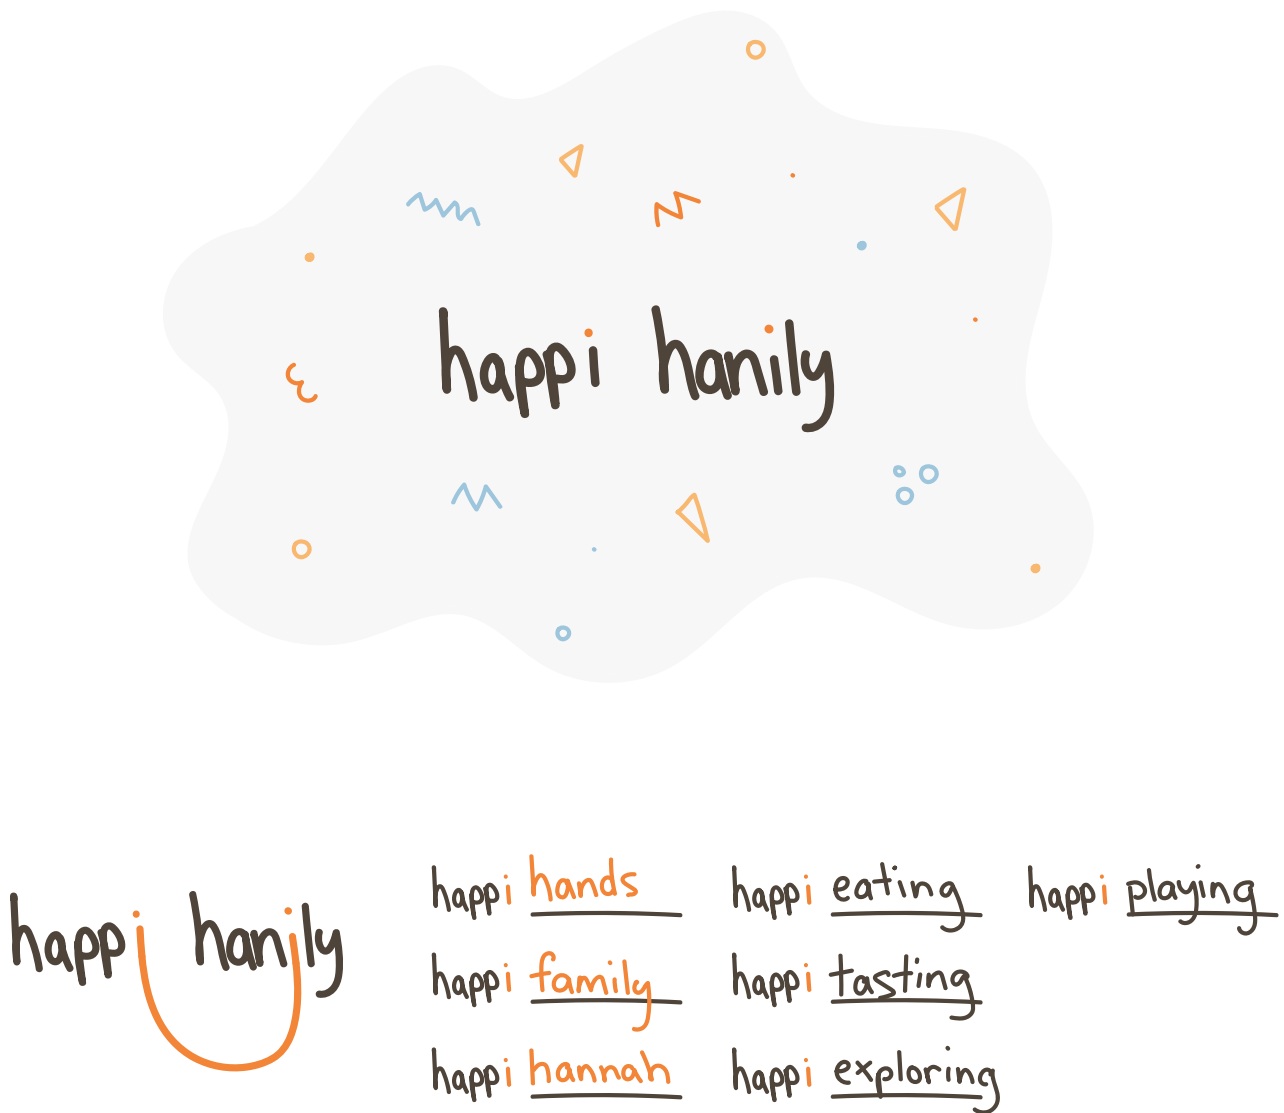 happi hanily
happi hanily
happi hands
happi eating
happi playing
happi family
happi tasting
happi hannah
happi exploring